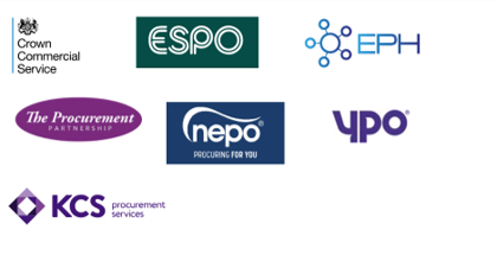 Crown
Commercial
Service
ESPO
EPH
The Procurement
PARTNERSHIP
nepo®
PROCURING FOR YOU
YPO®
KCS procurement
services